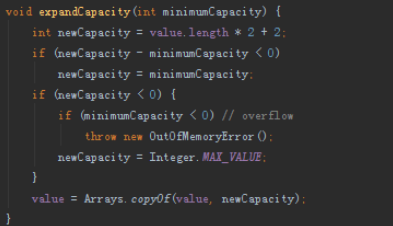 void expandCapacity(int minimumCapacity) {
    int newCapacity = value.length * 2 + 2;
    if (newCapacity - minimumCapacity < 0)
        newCapacity = minimumCapacity;
    if (newCapacity < 0) {
        if (minimumCapacity < 0) // overflow
            throw new OutOfMemoryError();
        newCapacity = Integer.MAX_VALUE;
    }
    value = Arrays.copyOf(value, newCapacity);
}